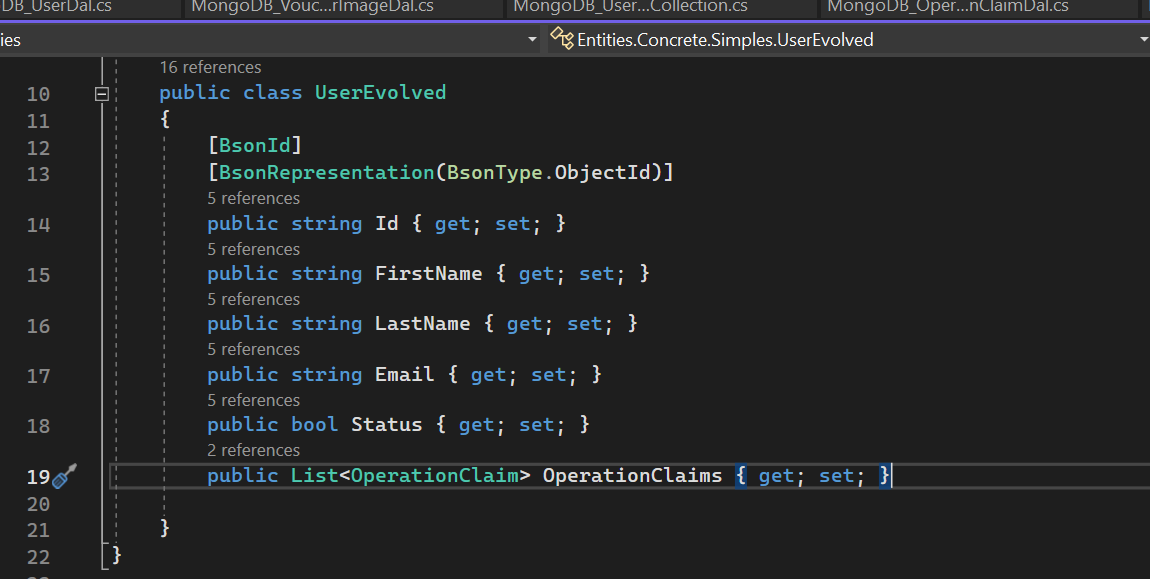 DB_UserDal.cs MongoDB_Vouc...rImageDal.cs MongoDB_User...Collection.cs MongoDB_Oper...nClaimDal.cs
ies Entities.Concrete.Simples.UserEvolved
16 references
10 public class UserEvolved
11 {
12 [BsonId]
13 [BsonRepresentation(BsonType.ObjectId)]
5 references
14 public string Id { get; set; }
5 references
15 public string FirstName { get; set; }
5 references
16 public string LastName { get; set; }
5 references
17 public string Email { get; set; }
5 references
18 public bool Status { get; set; }
2 references
19 public List<OperationClaim> OperationClaims { get; set; }
20
21 }
22 }